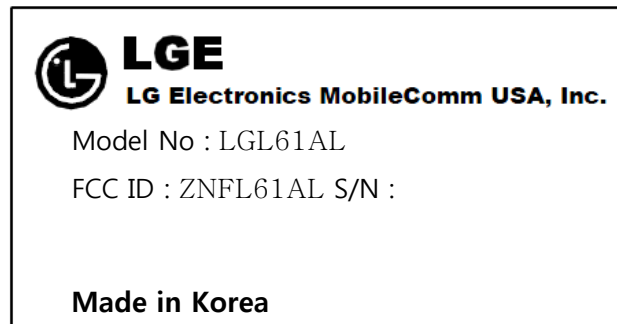 LGE
LG Electronics MobileComm USA, Inc.
Model No : LGL61AL
FCC ID : ZNFL61AL S/N :
Made in Korea